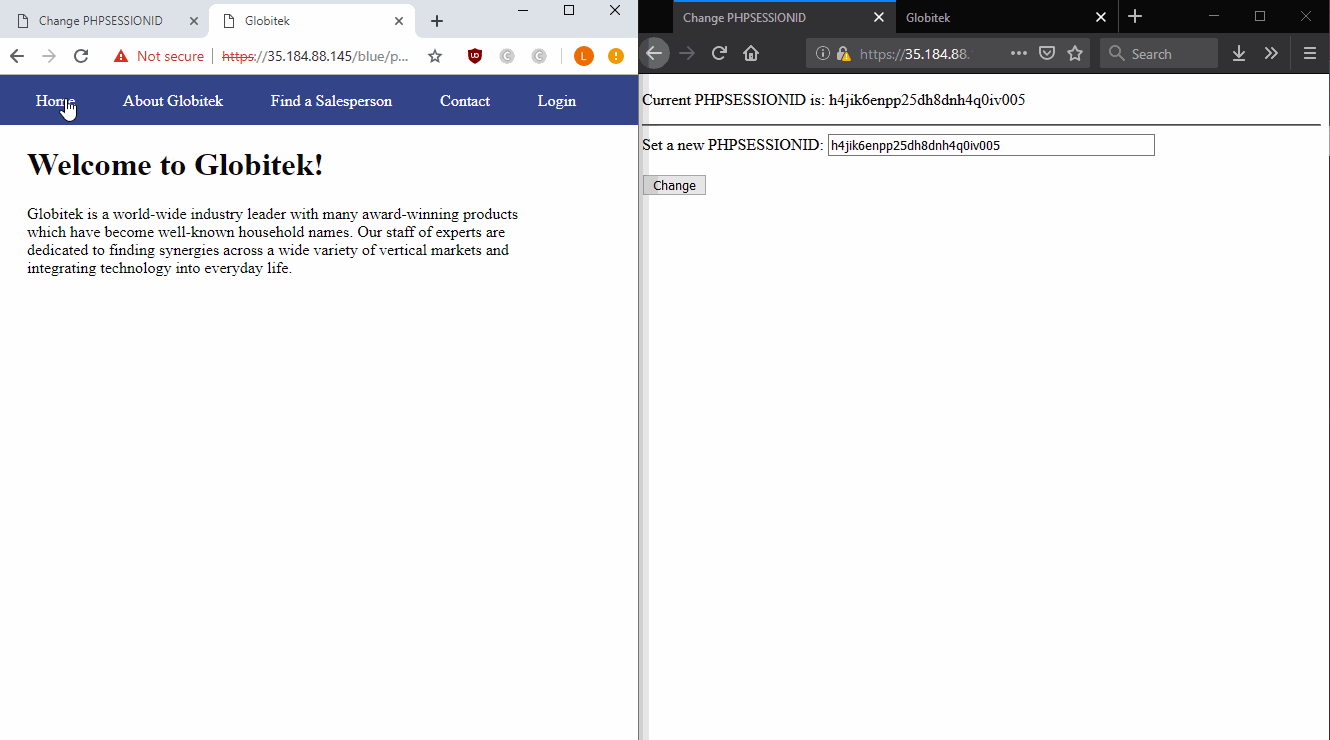 Change PHPSESSIONID
Globitek
Not secure
https://35.184.88.145/blue/p...
L
Home
About Globitek
Find a Salesperson
Contact
Login
Welcome to Globitek!
Globitek is a world-wide industry leader with many award-winning products
which have become well-known household names. Our staff of experts are
dedicated to finding synergies across a wide variety of vertical markets and
integrating technology into everyday life.
Change PHPSESSIONID
Globitek
https://35.184.88.
Search
Current PHPSESSIONID is: h4jik6enpp25dh8dnh4q0iv005
Set a new PHPSESSIONID: h4jik6enpp25dh8dnh4q0iv005
Change